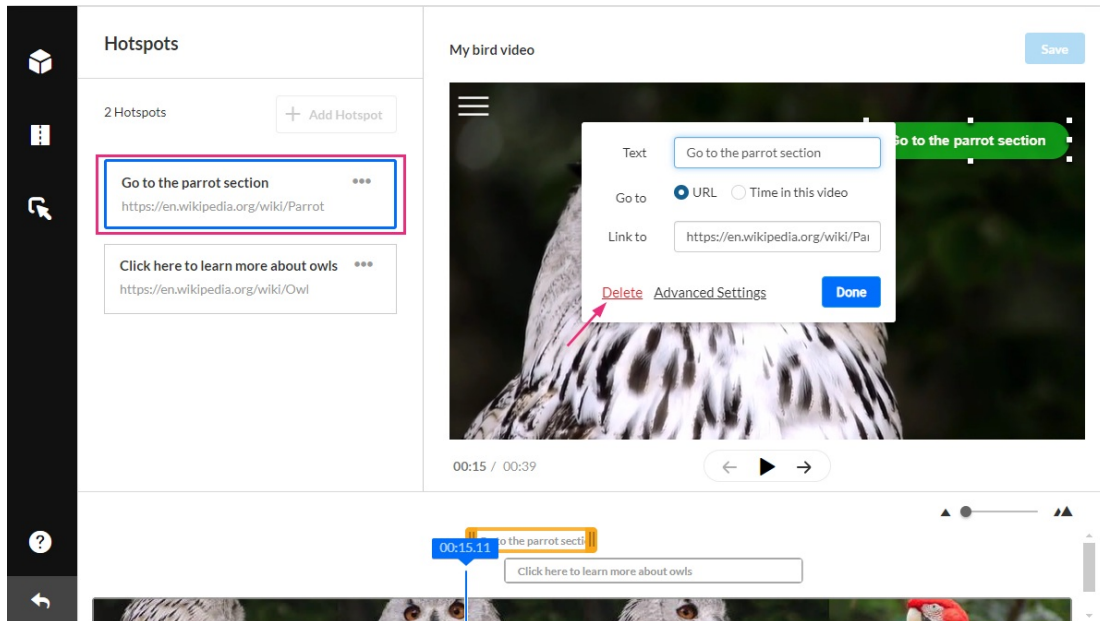 Hotspots
My bird video
Save
2 Hotspots
+ Add Hotspot
Go to the parrot section
https://en.wikipedia.org/wiki/Parrot
Click here to learn more about owls
https://en.wikipedia.org/wiki/Owl
Go to the parrot section
Text
Go to the parrot section
Go to
URL
Time in this video
Link to
https://en.wikipedia.org/wiki/Pa
Delete
Advanced Settings
Done
00:15 / 00:39
?
00:15.11
to the parrot secti
Click here to learn more about owls